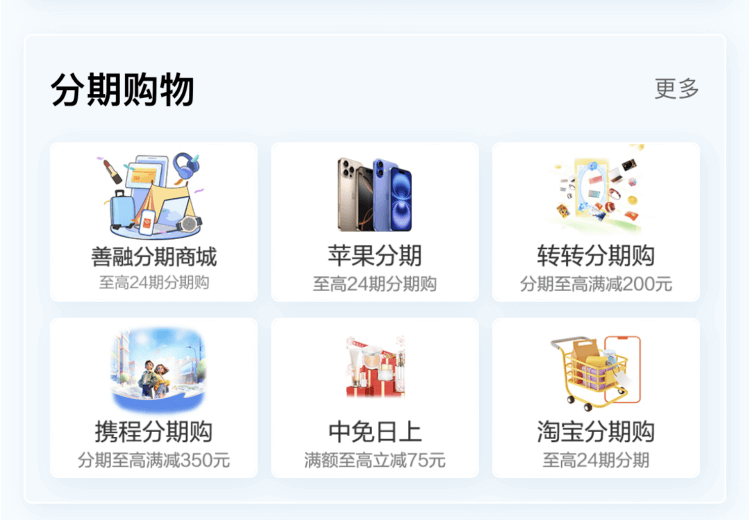 分期购物
更多
善融分期商城
至高24期分期购
苹果分期
至高24期分期购
转转分期购
分期至高满减200元
携程分期购
分期至高满减350元
中免日上
满额至高立减75元
淘宝分期购
至高24期分期